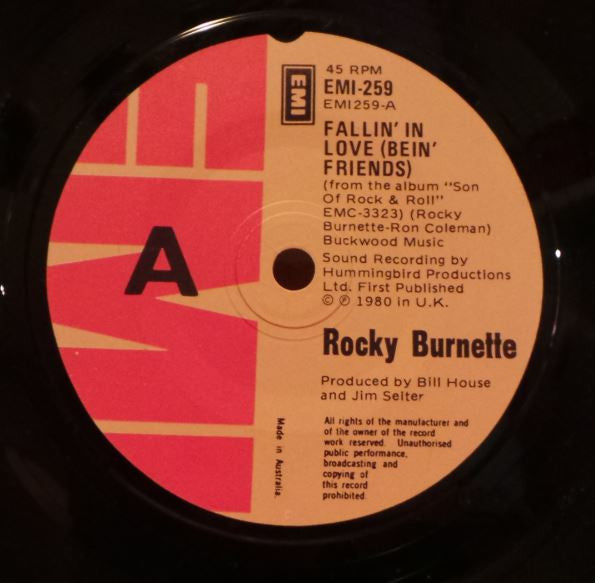 EMI
A
EMI
45 RPM
EMI-259
EMI259-A
FALLIN' IN
LOVE (BEIN'
FRIENDS)
(from the album "Son
Of Rock & Roll"
EMC-3323) (Rocky
Burnette-Ron Coleman)
Buckwood Music
Sound Recording by
Hummingbird Productions
Ltd. First Published
© ℗ 1980 in U.K.
Rocky Burnette
Produced by Bill House
and Jim Seiter
All rights of the manufacturer and
of the owner of the record
work reserved. Unauthorised
public performance,
broadcasting and
copying of
this record
prohibited
Made in Australia.